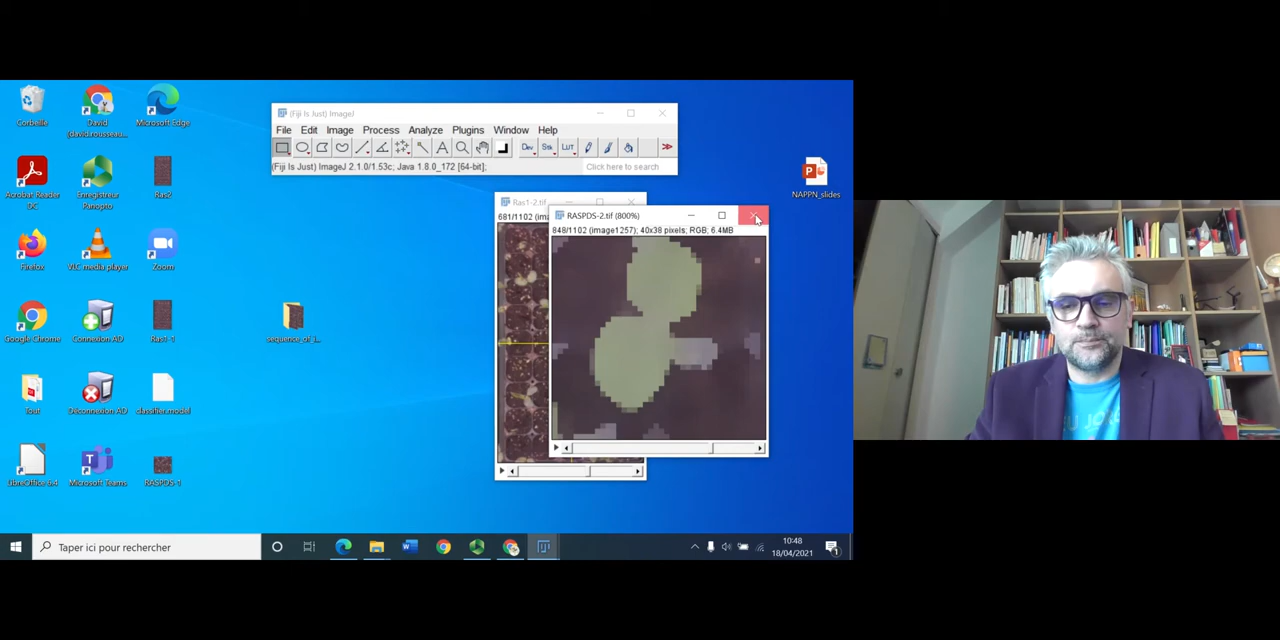 Corbeille
David
(david.rousseau...
Microsoft Edge
Acrobat Reader
DC
Enregistreur
Panopto
Ras2
Firefox
VLC media player
Zoom
Google Chrome
Connexion AD
Ras1-1
Tout
Déconnexion AD
classifier.model
LibreOffice 6.4
Microsoft Teams
RASPDS-1
sequence_of_i...
NAPPN_slides
(Fiji Is Just) ImageJ
File Edit Image Process Analyze Plugins Window Help
Dev Stk LUT
(Fiji Is Just) ImageJ 2.1.0/1.53c; Java 1.8.0_172 [64-bit];
Click here to search
Ras1-2.tif
681/1102 (ima
RASPDS-2.tif (800%)
848/1102 (image1257); 40x38 pixels; RGB; 6.4MB
Taper ici pour rechercher
10:48
18/04/2021